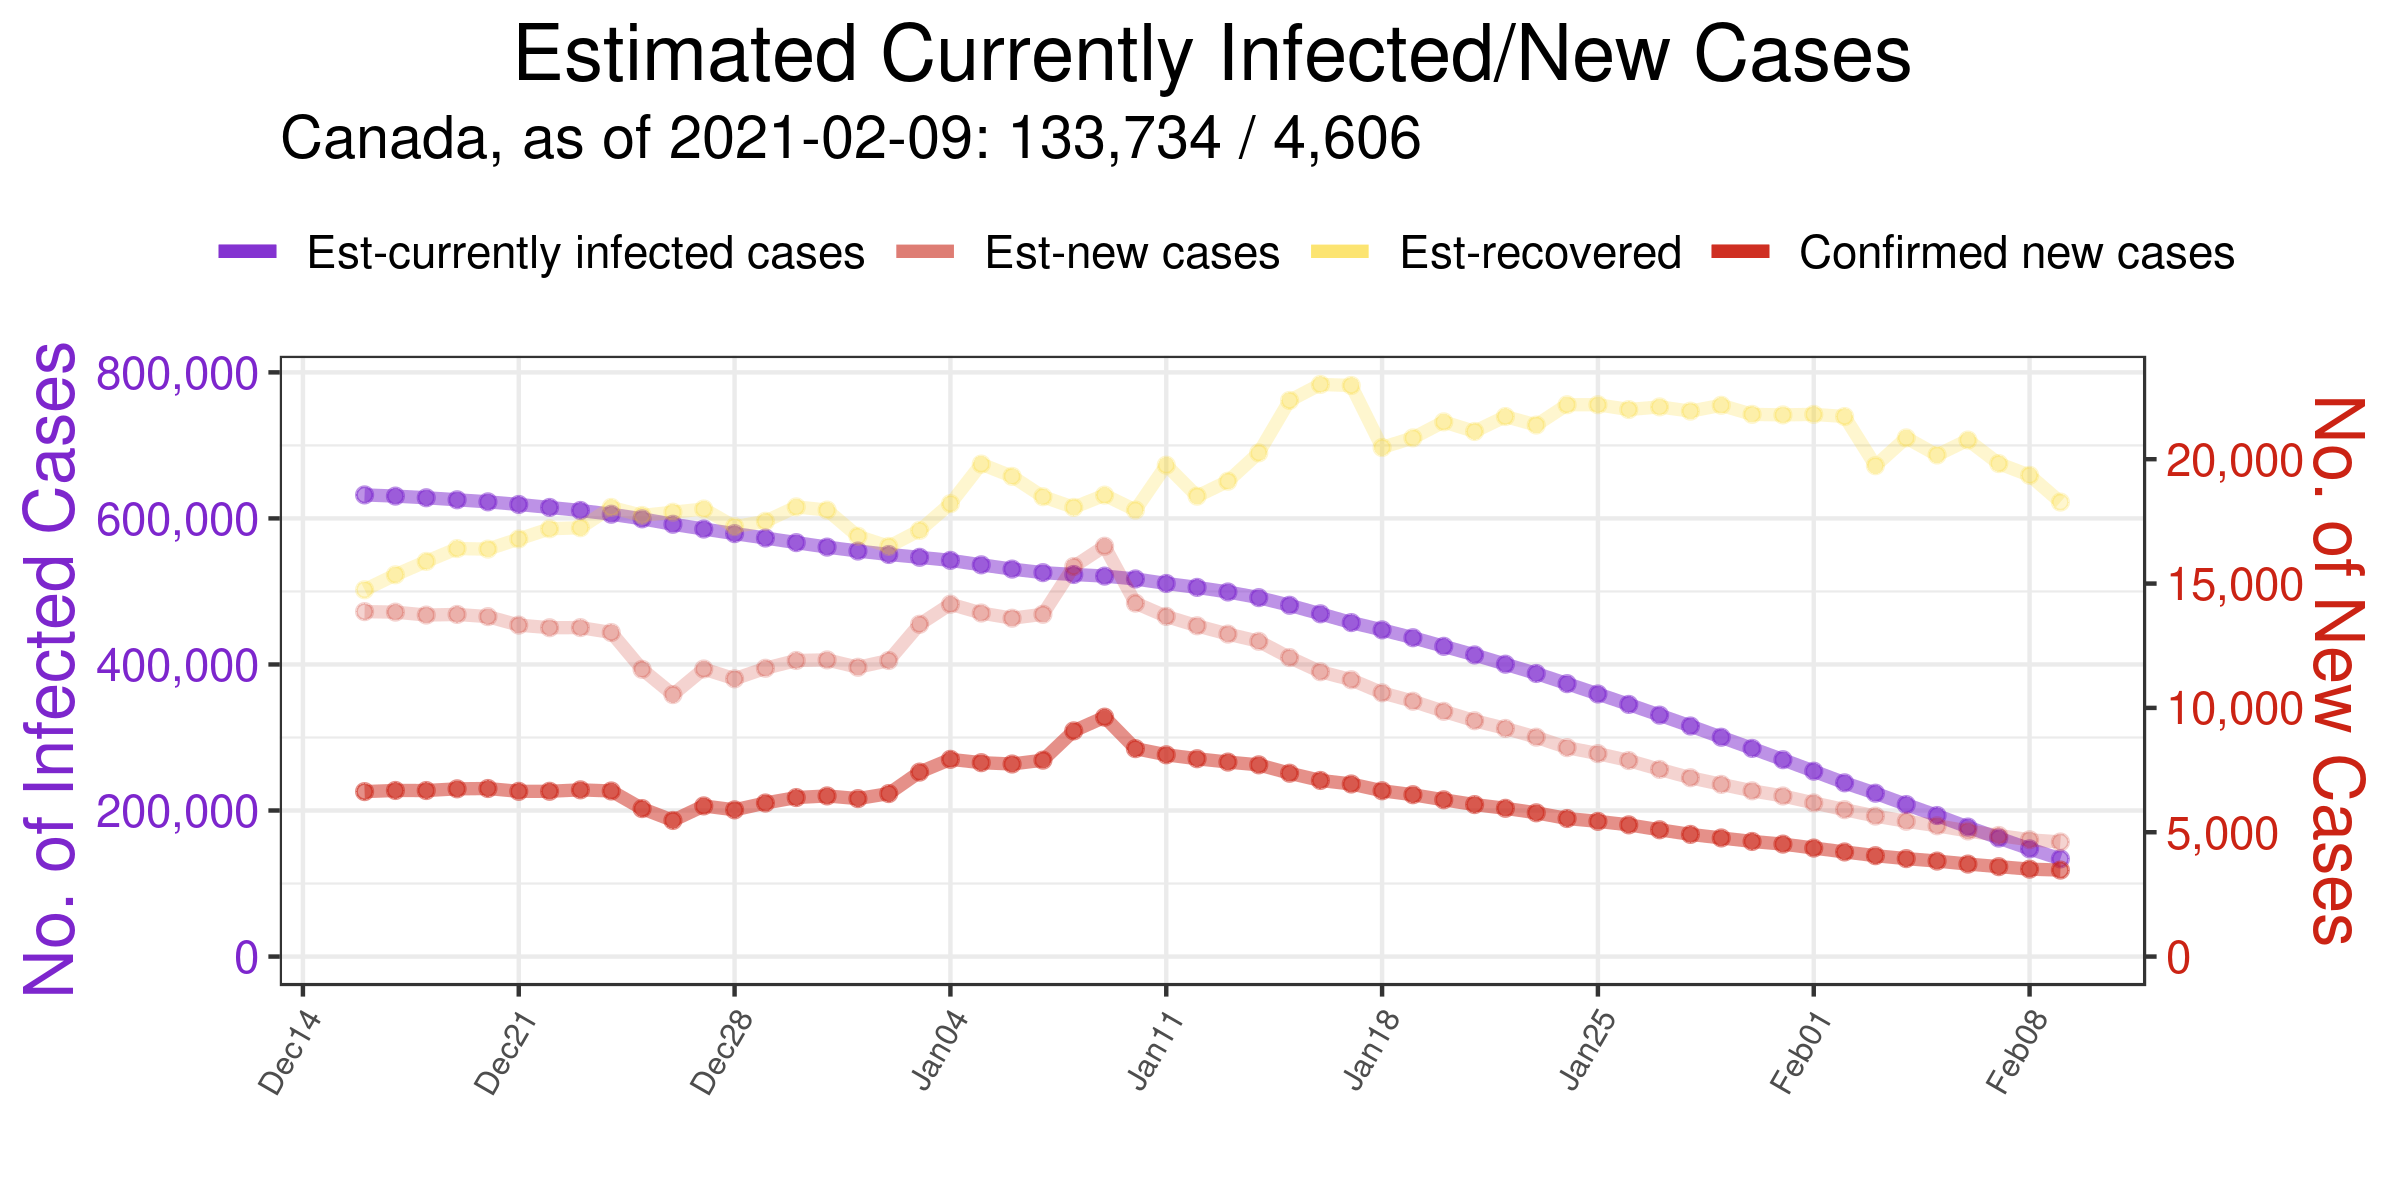 Estimated Currently Infected/New Cases
Canada, as of 2021-02-09: 133,734 / 4,606
Est-currently infected cases Est-new cases Est-recovered Confirmed new cases
No. of Infected Cases
800,000
600,000
400,000
200,000
0
20,000
15,000
10,000
5,000
0
No. of New Cases
Dec14 Dec21 Dec28 Jan04 Jan11 Jan18 Jan25 Feb01 Feb08